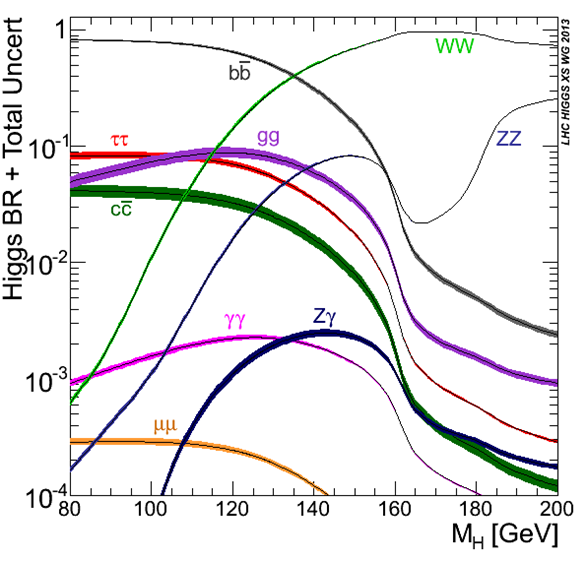 Higgs BR + Total Uncert
LHC HIGGS XS WG 2013
1
10⁻¹
10⁻²
10⁻³
10⁻⁴
WW
bb̄
ττ
gg
ZZ
cc̄
γγ
Zγ
μμ
80 100 120 140 160 180 200
M_H [GeV]